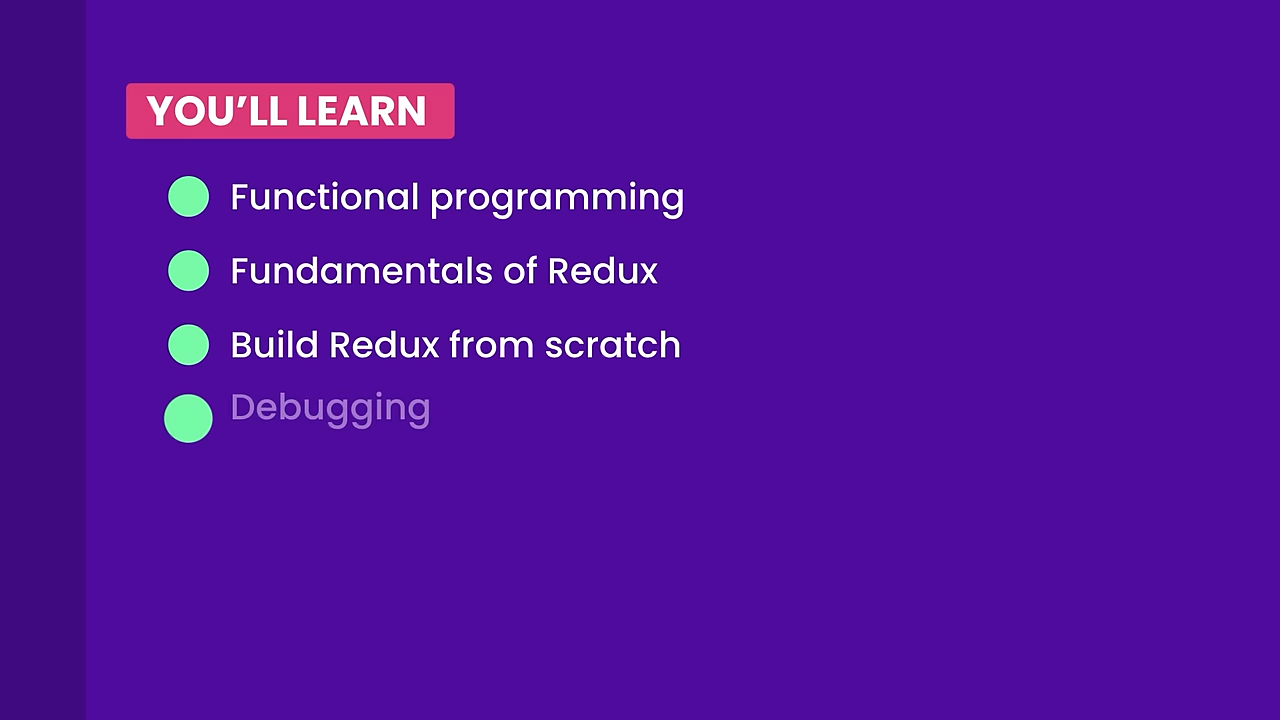 YOU’LL LEARN
Functional programming
Fundamentals of Redux
Build Redux from scratch
Debugging